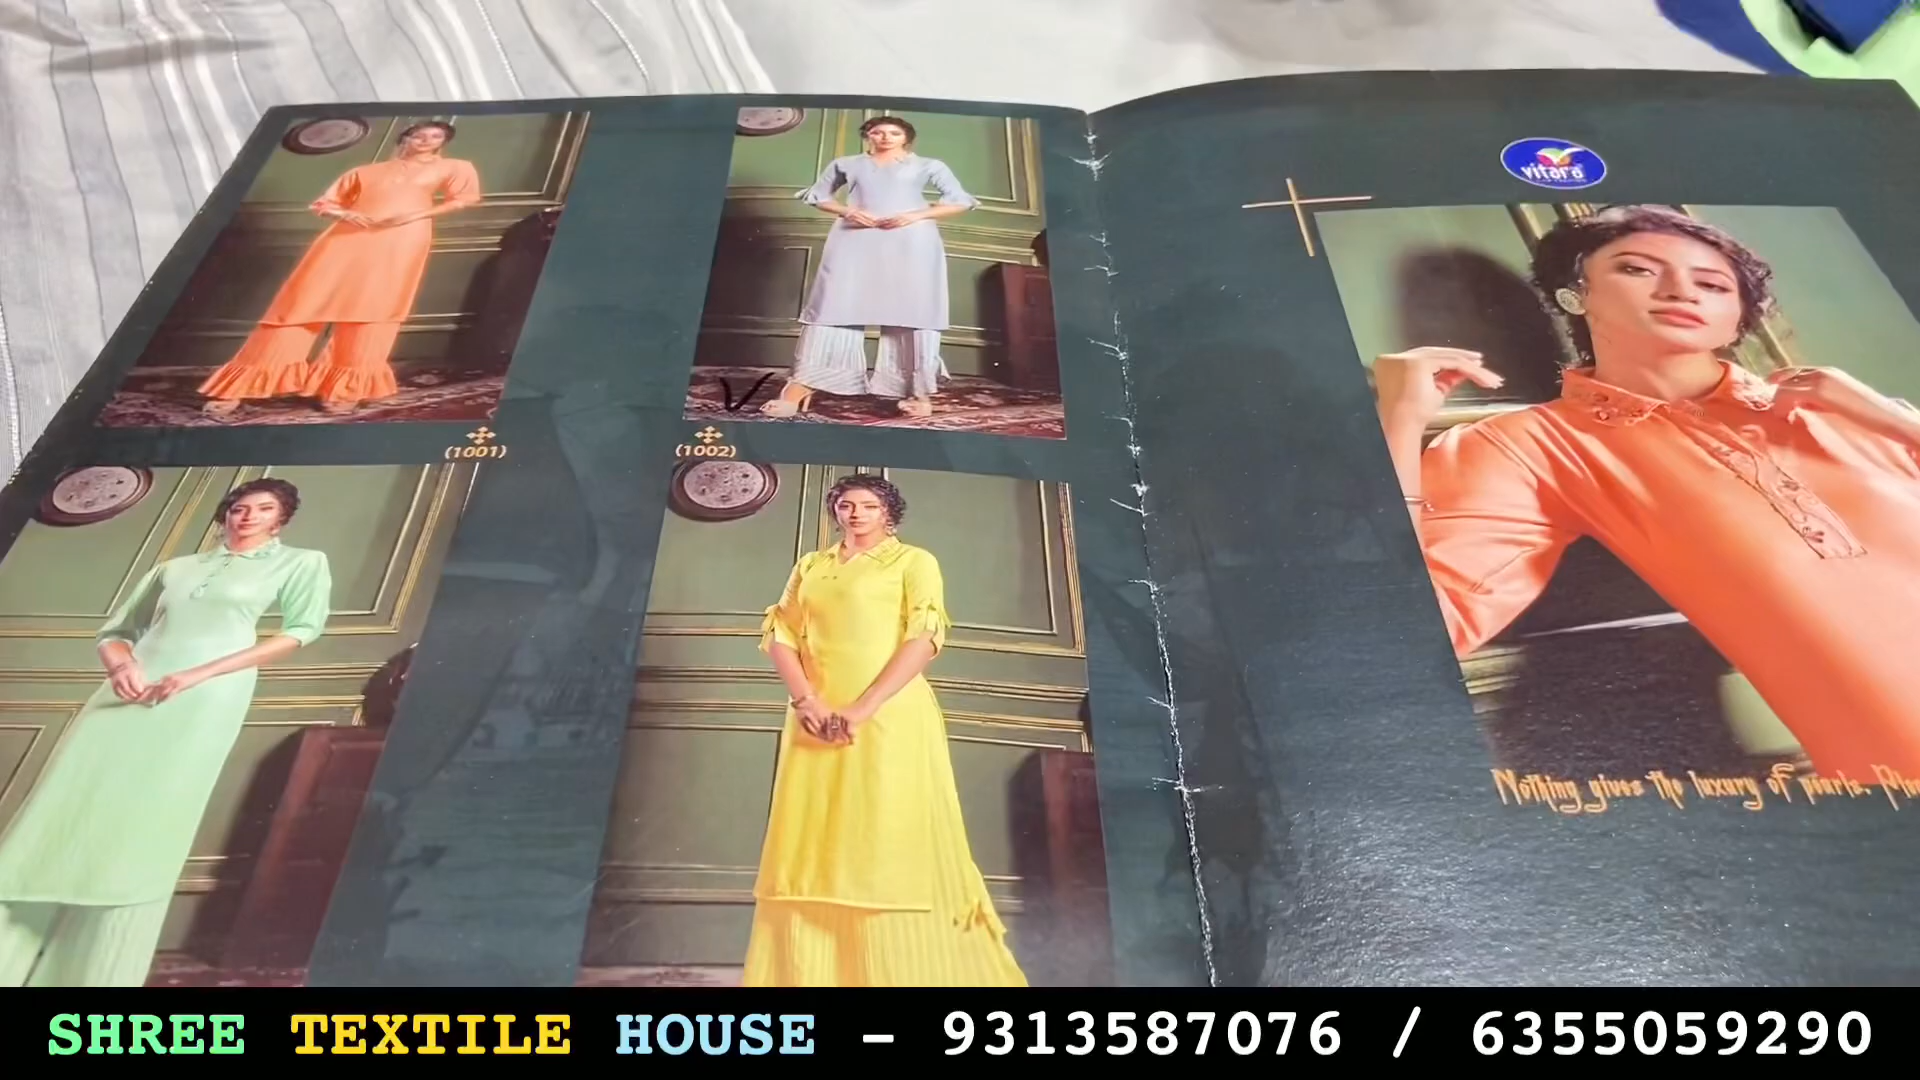 vitara
(1001)
(1002)
Nothing gives the luxury of pearls.
SHREE TEXTILE HOUSE – 9313587076 / 6355059290